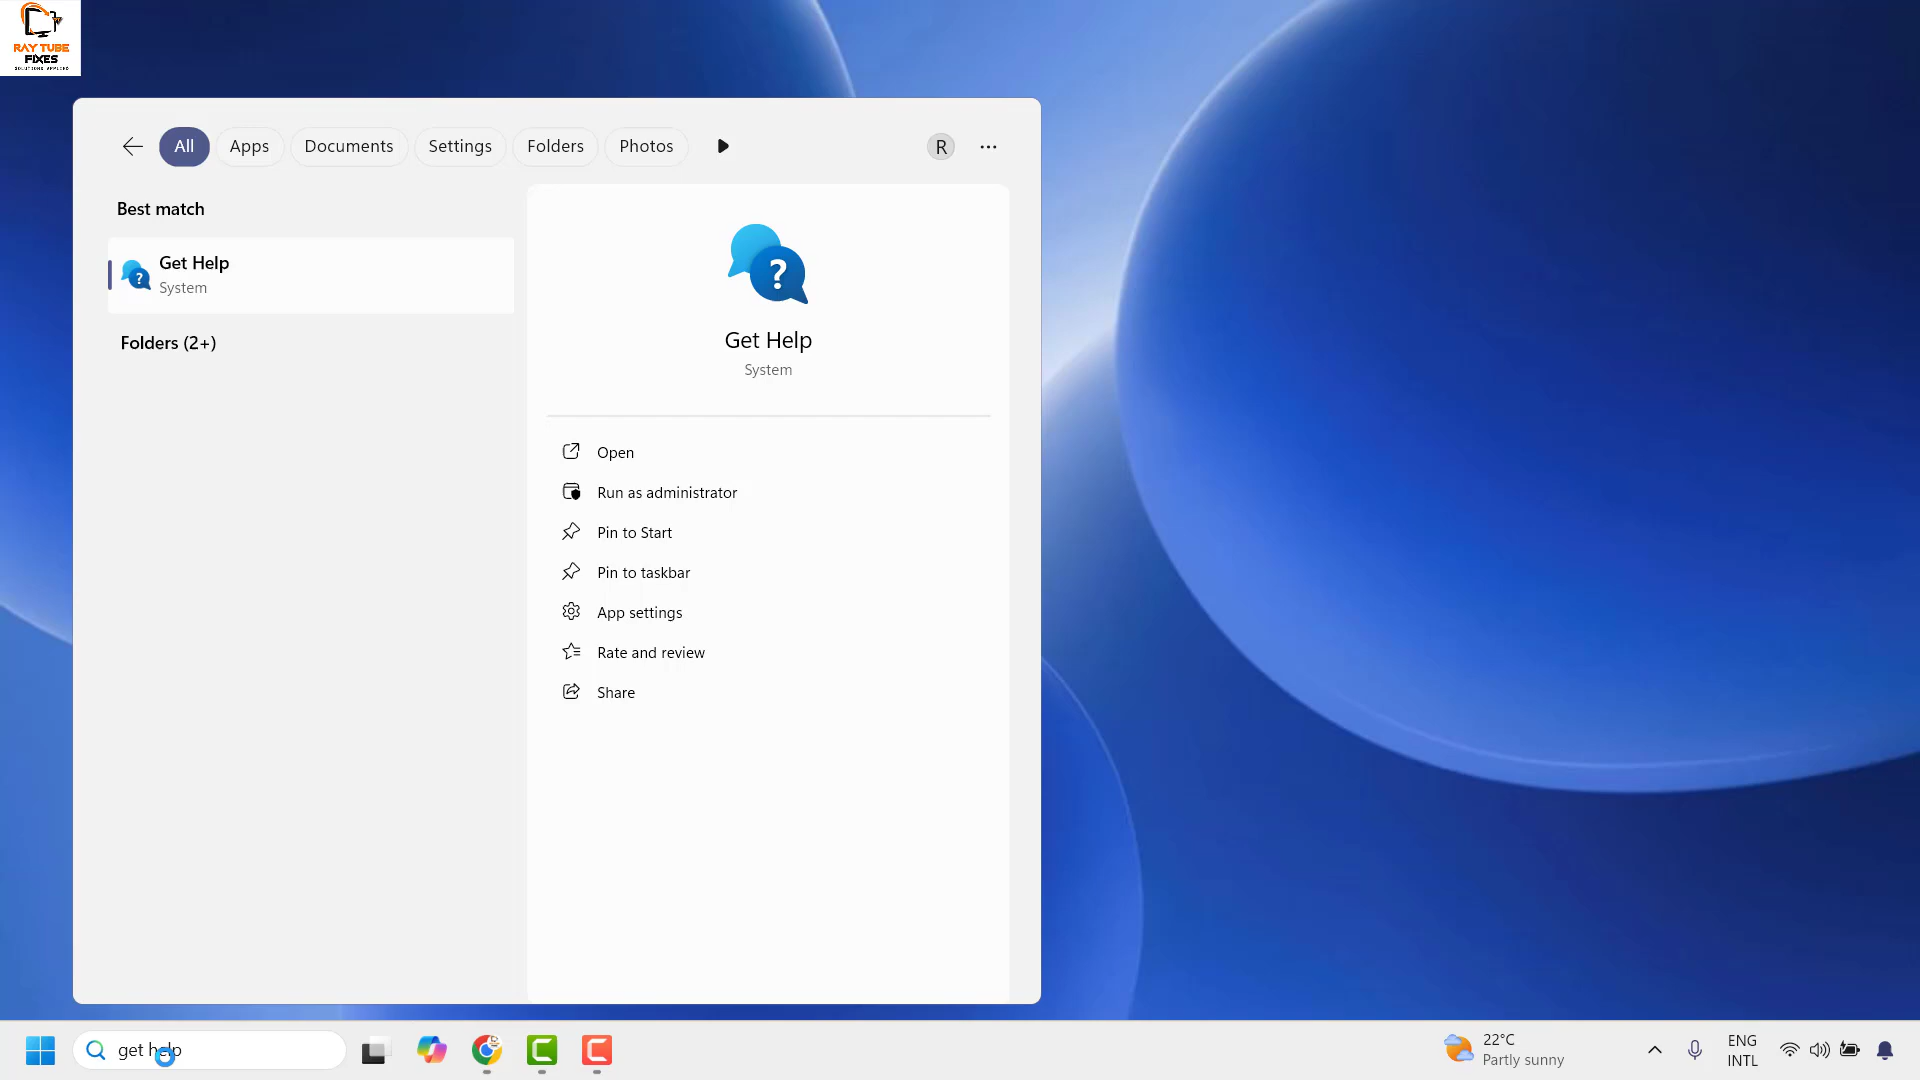 RAY TUBE
FIXES
SOLUTIONS APPLIED
All
Apps
Documents
Settings
Folders
Photos
R
Best match
Get Help
System
Folders (2+)
?
Get Help
System
Open
Run as administrator
Pin to Start
Pin to taskbar
App settings
Rate and review
Share
get help
22°C
Partly sunny
ENG
INTL